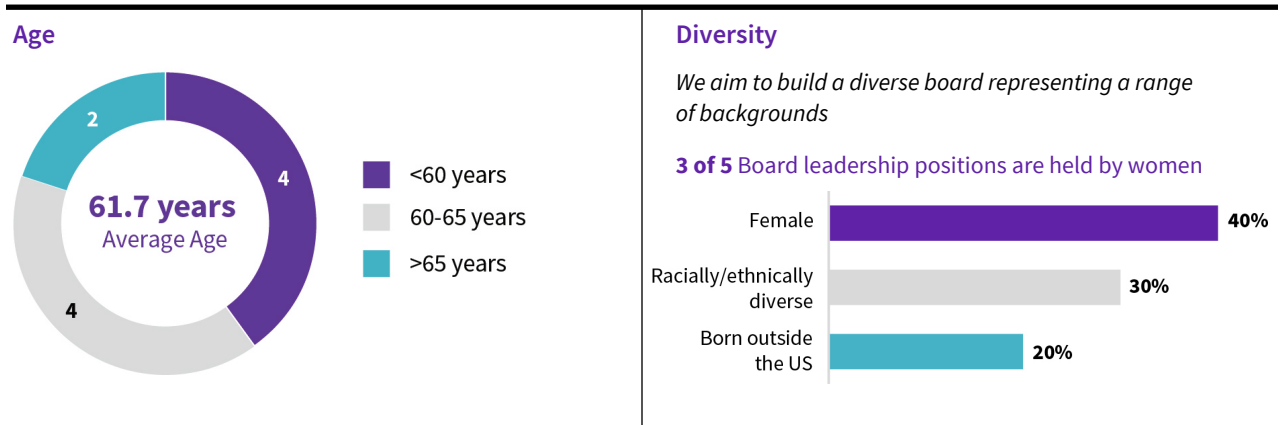 Age
2
4
4
61.7 years
Average Age
<60 years
60-65 years
>65 years
Diversity
We aim to build a diverse board representing a range
of backgrounds
3 of 5 Board leadership positions are held by women
Female
40%
Racially/ethnically
diverse
30%
Born outside
the US
20%